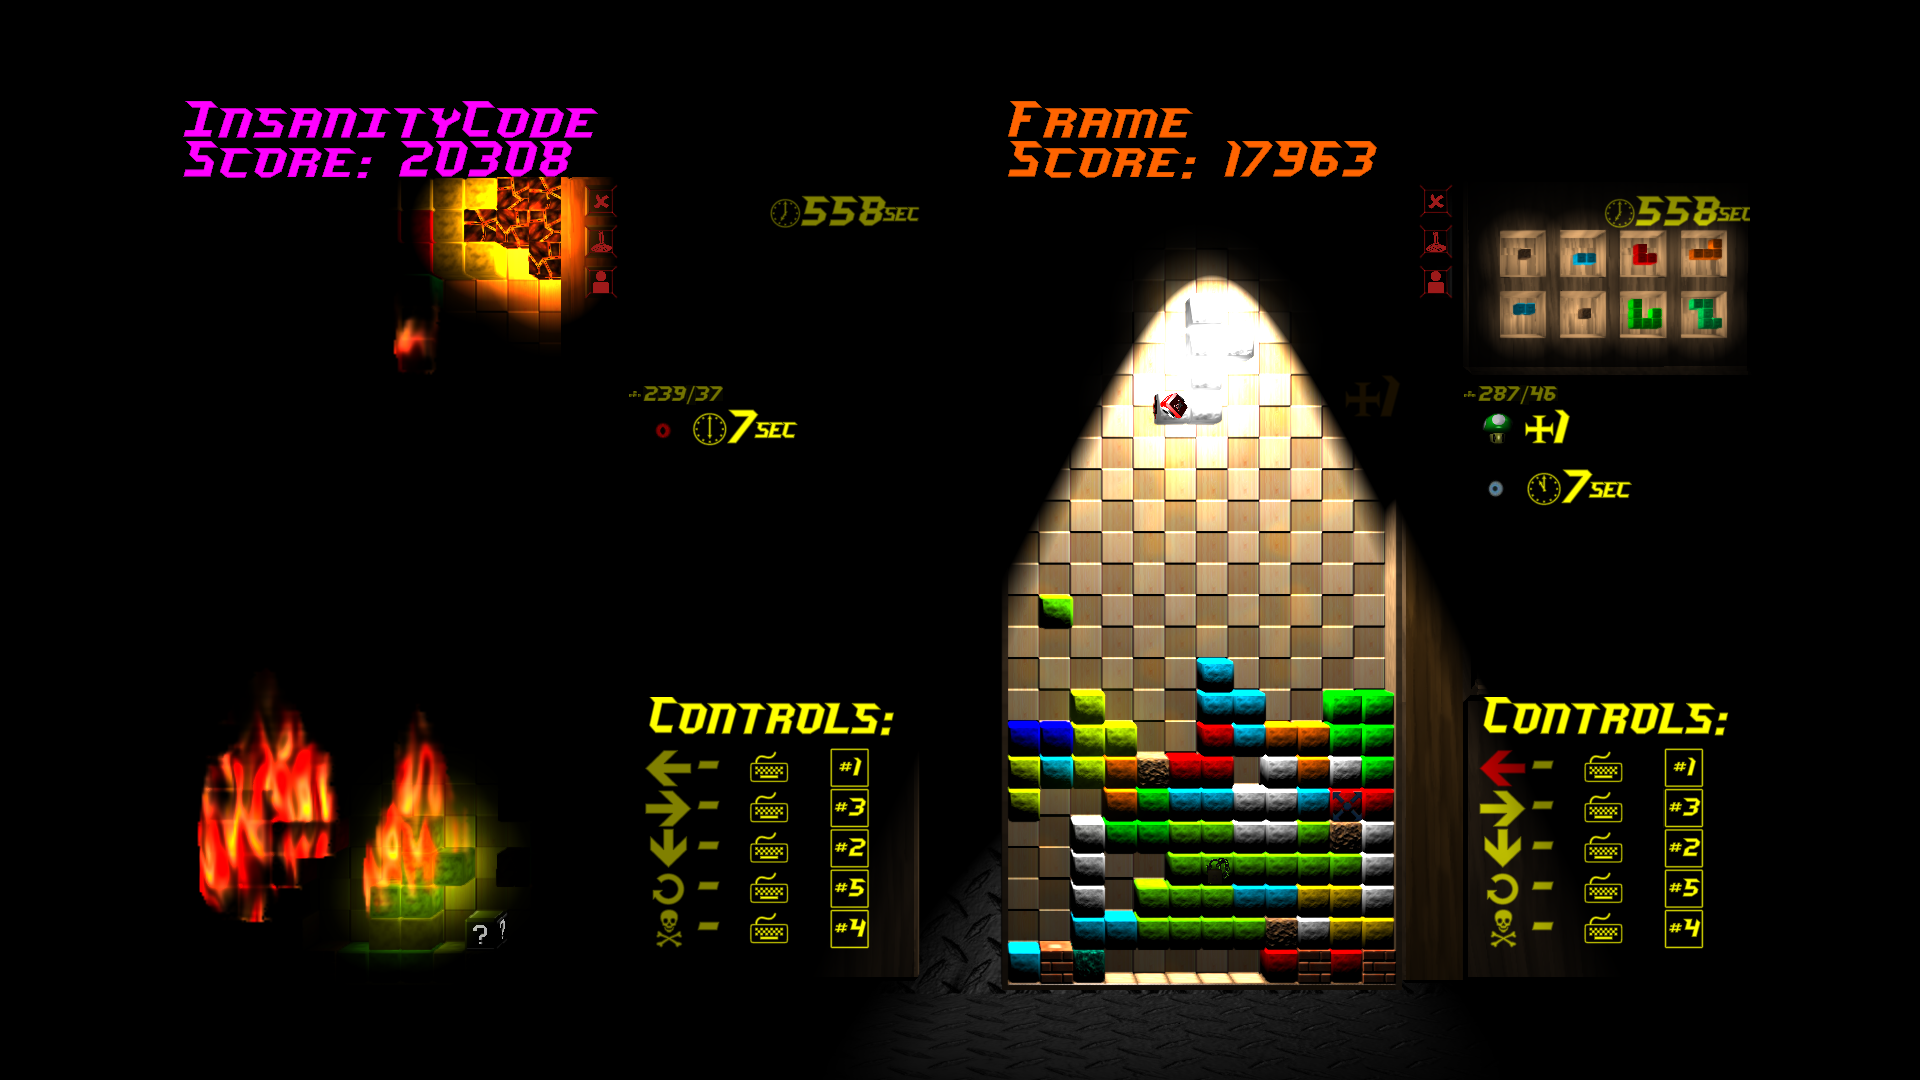 InsanityCode
Score: 20308
558sec
239/37
7sec
?
Controls:
#1
#3
#2
#5
#4
Frame
Score: 17963
558sec
+1
287/46
+1
7sec
Controls:
#1
#3
#2
#5
#4